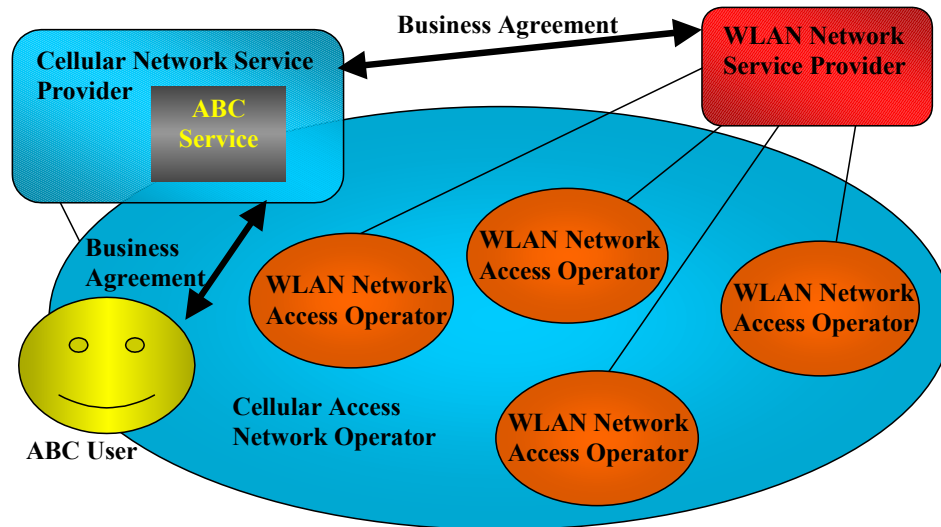 Business Agreement
Cellular Network Service
Provider
ABC
Service
WLAN Network
Service Provider
Business
Agreement
WLAN Network
Access Operator
WLAN Network
Access Operator
WLAN Network
Access Operator
WLAN Network
Access Operator
Cellular Access
Network Operator
ABC User